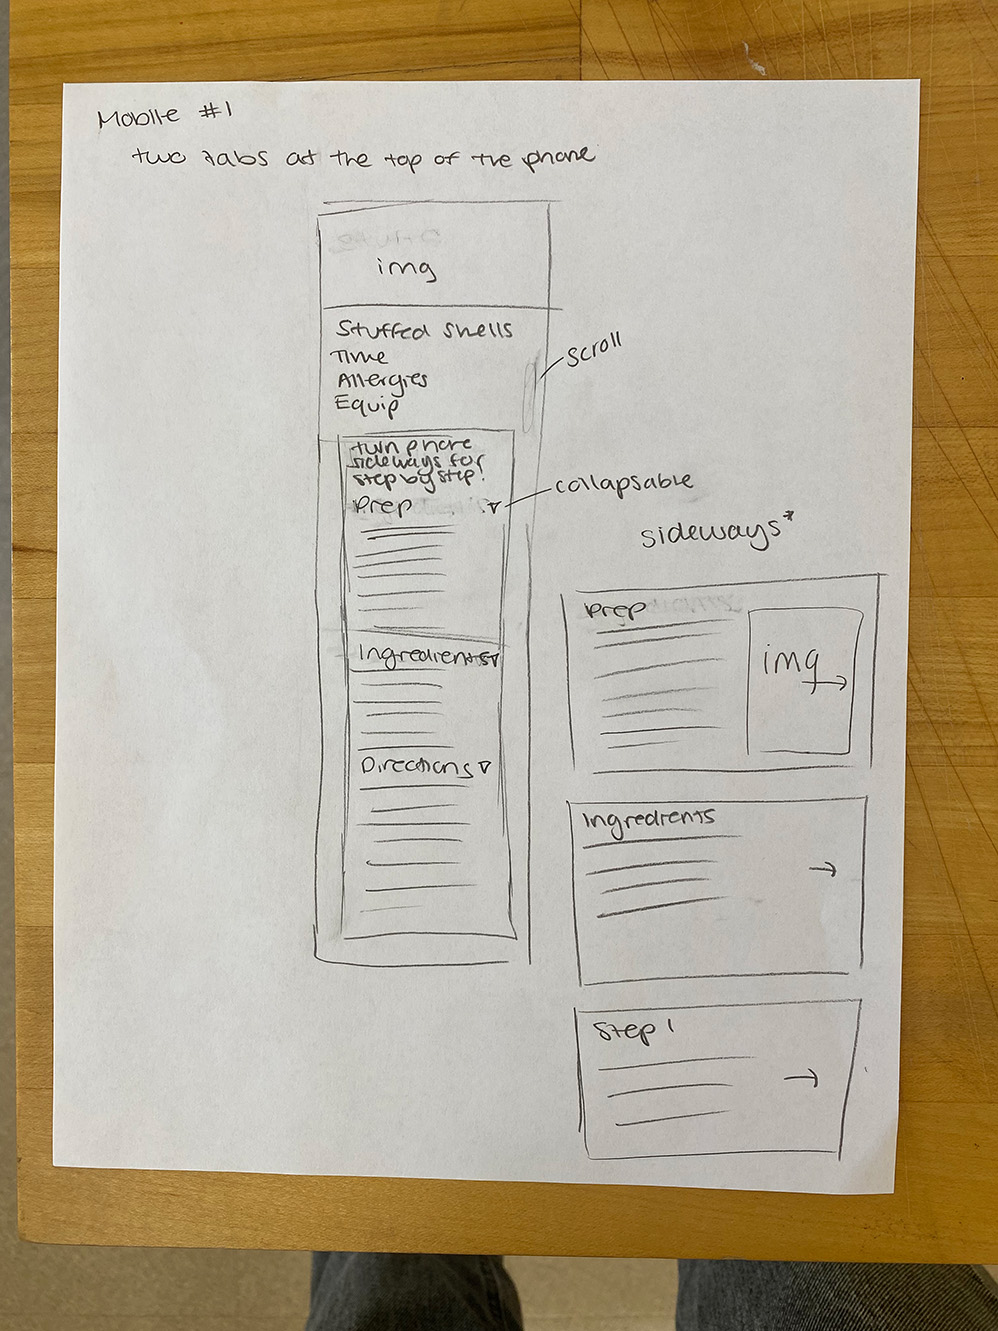 Mobile #1
two tabs at the top of the phone
img
Stuffed Shells
Time
Allergies
Equip
scroll
turn phone
sideways for
step by step!
Prep
collapsable
Ingredients
Directions
sideways*
Prep
img
Ingredients
Step 1